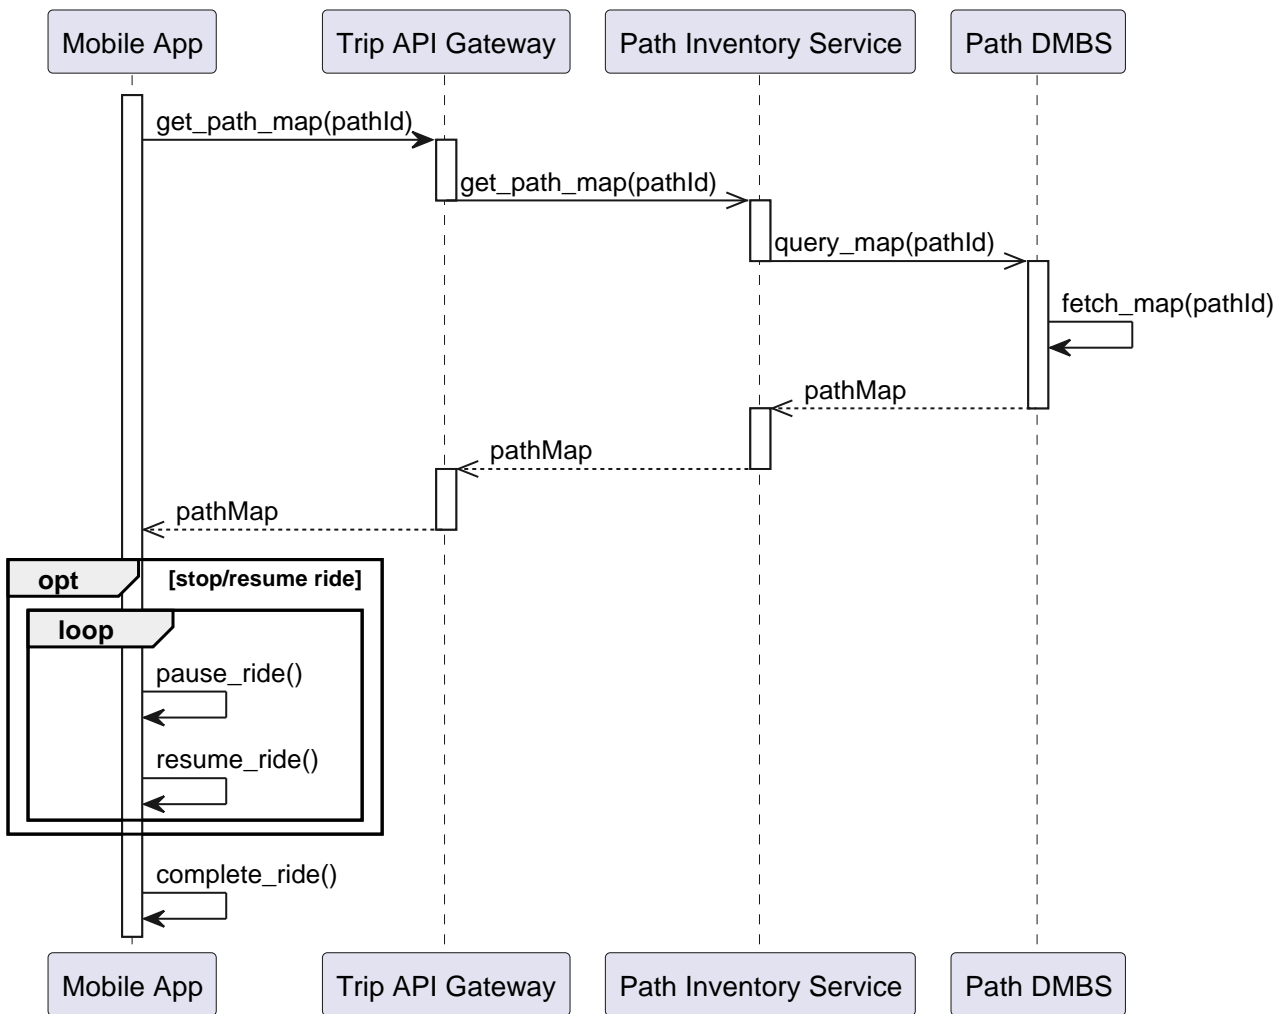 Mobile App
Trip API Gateway
Path Inventory Service
Path DMBS
get_path_map(pathId)
get_path_map(pathId)
query_map(pathId)
fetch_map(pathId)
pathMap
pathMap
pathMap
opt
[stop/resume ride]
loop
pause_ride()
resume_ride()
complete_ride()
Mobile App
Trip API Gateway
Path Inventory Service
Path DMBS